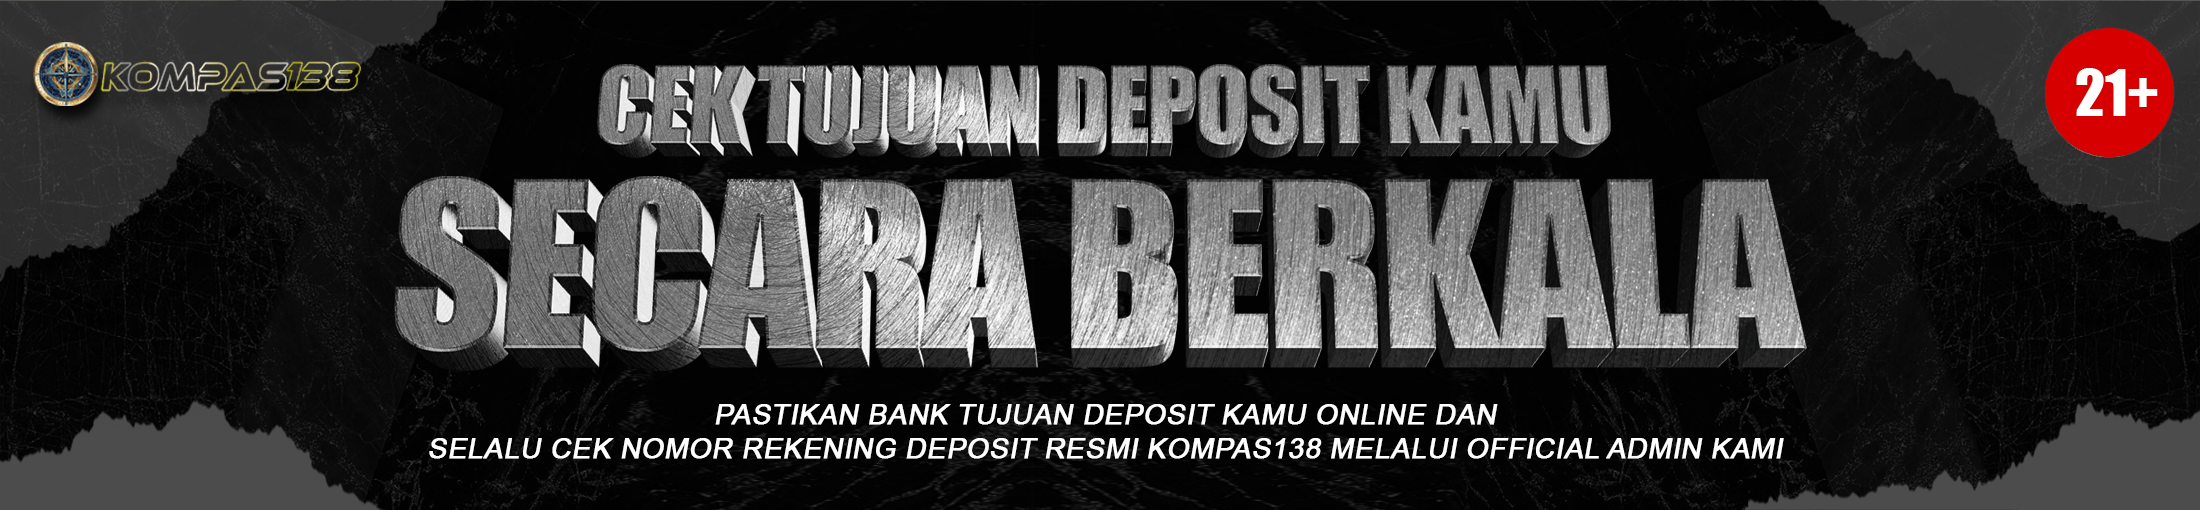 KOMPAS138
21+
CEK TUJUAN DEPOSIT KAMU
SECARA BERKALA
PASTIKAN BANK TUJUAN DEPOSIT KAMU ONLINE DAN
SELALU CEK NOMOR REKENING DEPOSIT RESMI KOMPAS138 MELALUI OFFICIAL ADMIN KAMI